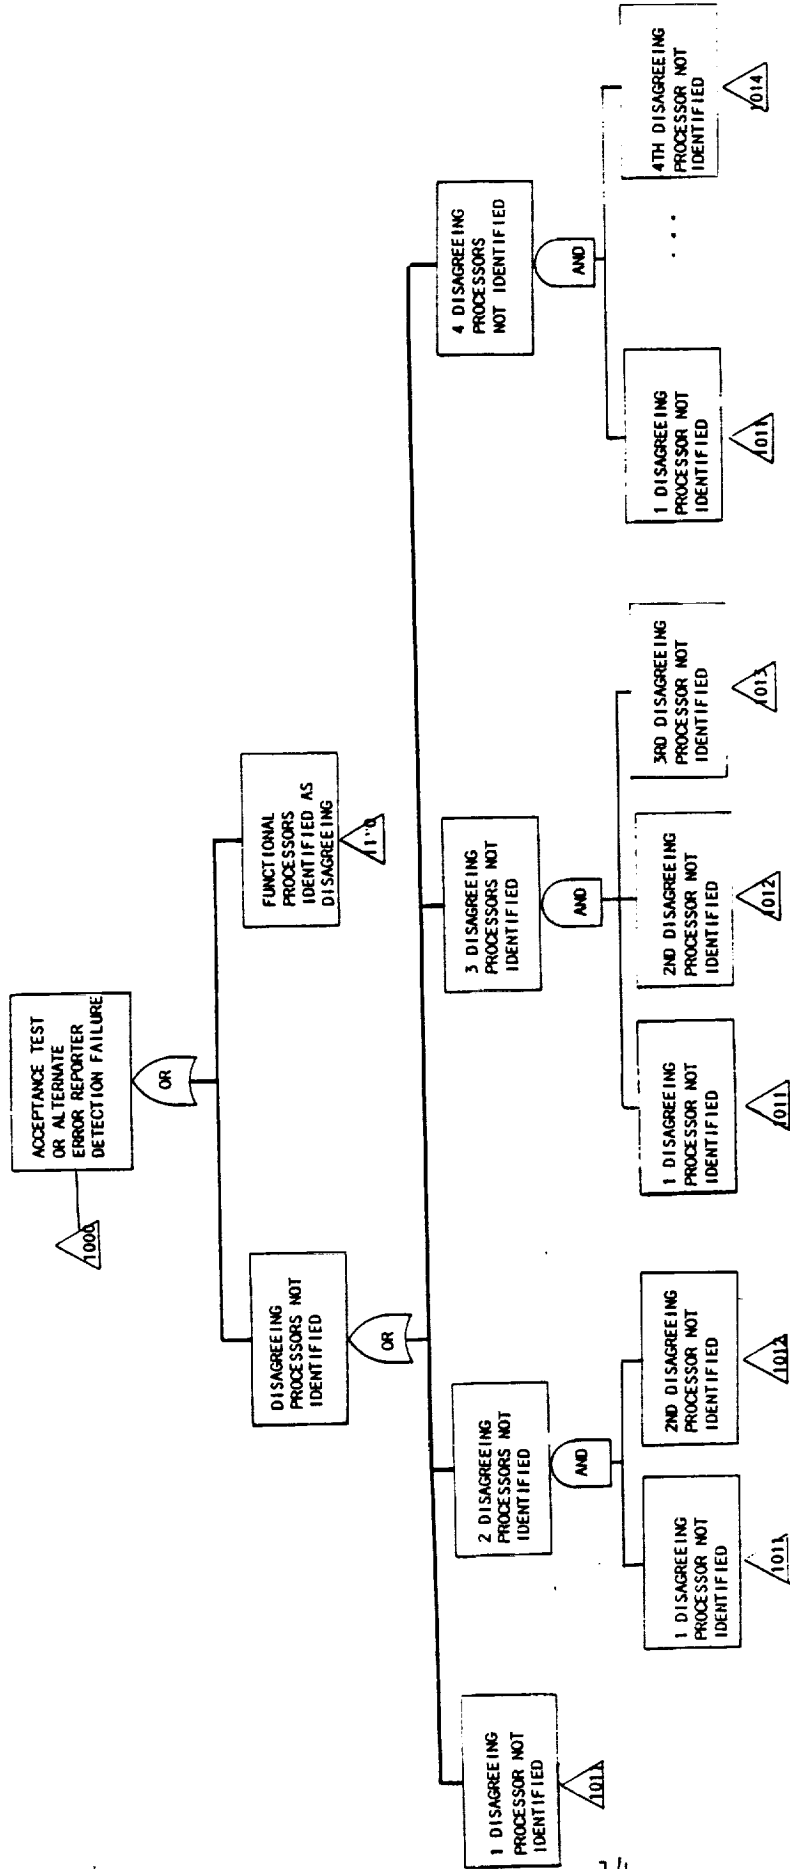 ACCEPTANCE TEST
OR ALTERNATE
ERROR REPORTER
DETECTION FAILURE
1000
OR
DISAGREEING
PROCESSORS NOT
IDENTIFIED
FUNCTIONAL
PROCESSORS
IDENTIFIED AS
DISAGREEING
OR
1 DISAGREEING
PROCESSOR NOT
IDENTIFIED
1011
2 DISAGREEING
PROCESSORS NOT
IDENTIFIED
AND
3 DISAGREEING
PROCESSORS NOT
IDENTIFIED
AND
4 DISAGREEING
PROCESSORS
NOT IDENTIFIED
AND
1 DISAGREEING
PROCESSOR NOT
IDENTIFIED
1011
2ND DISAGREEING
PROCESSOR NOT
IDENTIFIED
1012
1 DISAGREEING
PROCESSOR NOT
IDENTIFIED
1011
2ND DISAGREEING
PROCESSOR NOT
IDENTIFIED
1012
3RD DISAGREEING
PROCESSOR NOT
IDENTIFIED
1013
1 DISAGREEING
PROCESSOR NOT
IDENTIFIED
1011
...
4TH DISAGREEING
PROCESSOR NOT
IDENTIFIED
1014